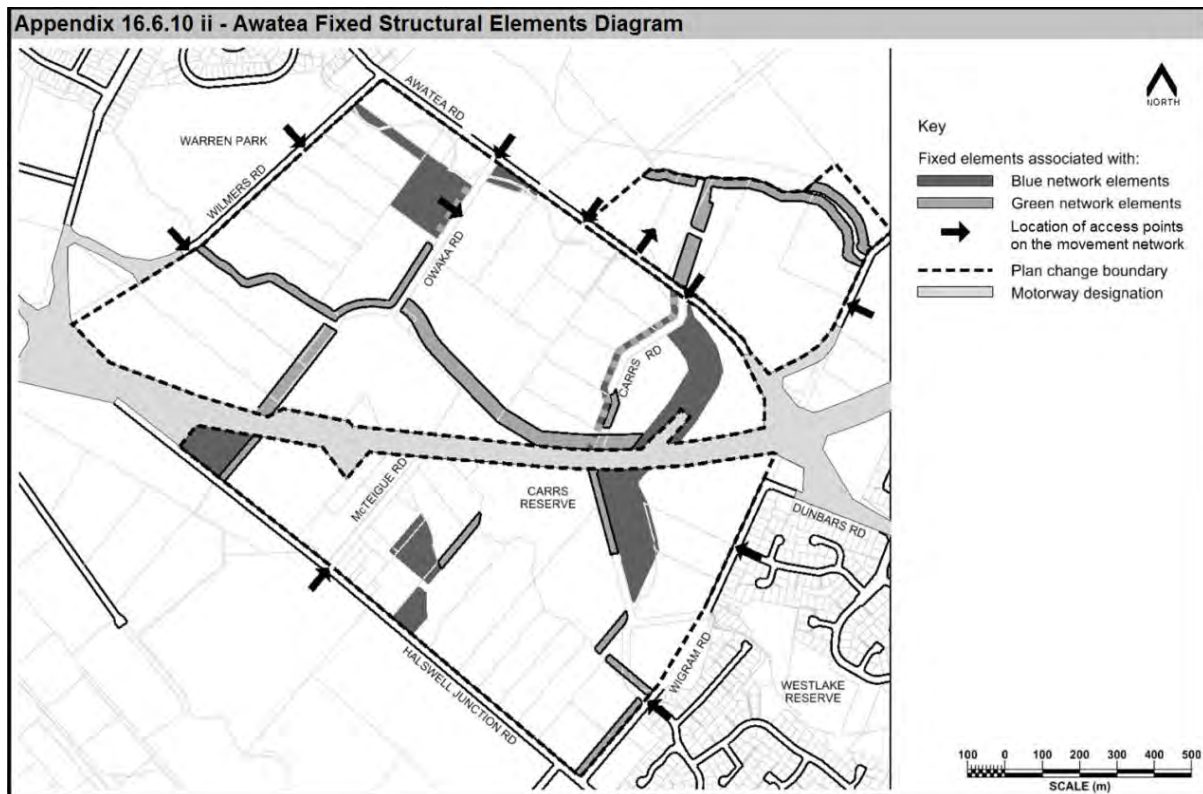 Appendix 16.6.10 ii - Awatea Fixed Structural Elements Diagram
AWATEA RD
WARREN PARK
WILMERS RD
OWAKA RD
CARRS RD
McTEIGUE RD
CARRS
RESERVE
DUNBARS RD
HALSWELL JUNCTION RD
WIGRAM RD
WESTLAKE
RESERVE
NORTH
Key
Fixed elements associated with:
Blue network elements
Green network elements
Location of access points
on the movement network
Plan change boundary
Motorway designation
100 0 100 200 300 400 500
SCALE (m)